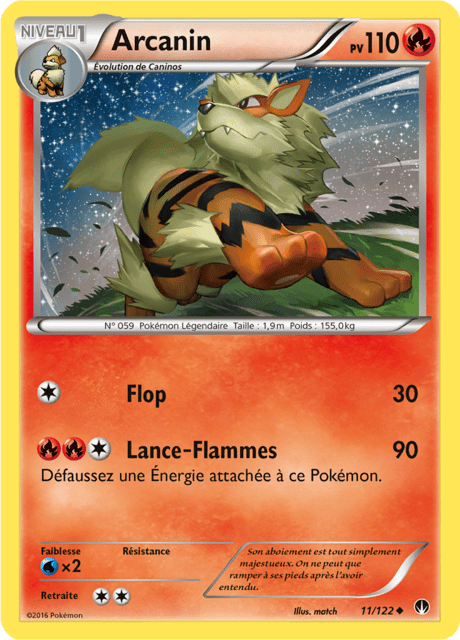 NIVEAU 1
Arcanin
PV110
Évolution de Caninos
N° 059 Pokémon Légendaire Taille : 1,9m Poids : 155,0kg
Flop 30
Lance-Flammes 90
Défaussez une Énergie attachée à ce Pokémon.
Faiblesse Résistance
×2
Retraite
Son aboiement est tout simplement
majestueux. On ne peut que
ramper à ses pieds après l'avoir
entendu.
©2016 Pokémon Illus. match 11/122